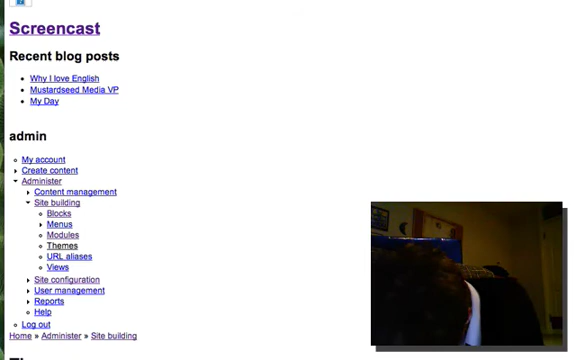 Screencast
Recent blog posts
Why I love English
Mustardseed Media VP
My Day
admin
My account
Create content
Administer
Content management
Site building
Blocks
Menus
Modules
Themes
URL aliases
Views
Site configuration
User management
Reports
Help
Log out
Home » Administer » Site building